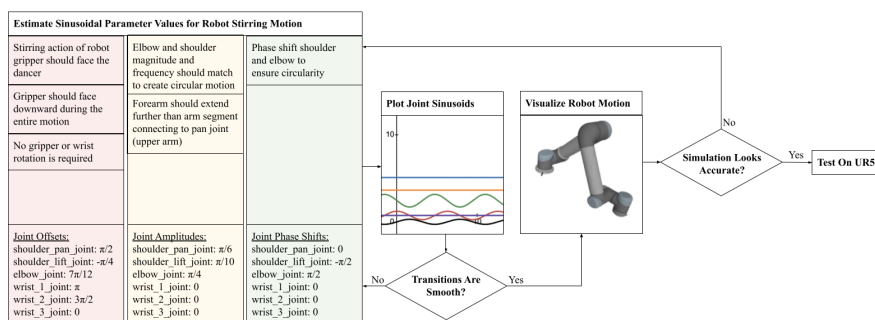 Estimate Sinusoidal Parameter Values for Robot Stirring Motion
Stirring action of robot
gripper should face the
dancer
Gripper should face
downward during the
entire motion
No gripper or wrist
rotation is required
Joint Offsets:
shoulder_pan_joint: π/2
shoulder_lift_joint: -π/4
elbow_joint: 7π/12
wrist_1_joint: π
wrist_2_joint: 3π/2
wrist_3_joint: 0
Elbow and shoulder
magnitude and
frequency should match
to create circular motion
Forearm should extend
further than arm segment
connecting to pan joint
(upper arm)
Joint Amplitudes:
shoulder_pan_joint: π/6
shoulder_lift_joint: π/10
elbow_joint: π/4
wrist_1_joint: 0
wrist_2_joint: 0
wrist_3_joint: 0
Phase shift shoulder
and elbow to
ensure circularity
Joint Phase Shifts:
shoulder_pan_joint: 0
shoulder_lift_joint: -π/2
elbow_joint: π/2
wrist_1_joint: 0
wrist_2_joint: 0
wrist_3_joint: 0
Plot Joint Sinusoids
10
0
10
Transitions Are
Smooth?
No
Yes
Visualize Robot Motion
Simulation Looks
Accurate?
No
Yes
Test On UR5